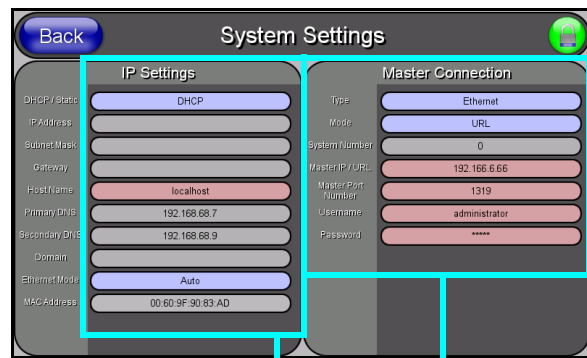 Back
System Settings
IP Settings
DHCP / Static DHCP
IP Address
Subnet Mask
Gateway
Host Name localhost
Primary DNS 192.168.68.7
Secondary DNS 192.168.68.9
Domain
Ethernet Mode Auto
MAC Address 00:60:9F:90:83:AD
Master Connection
Type Ethernet
Mode URL
System Number 0
Master IP / URL 192.166.6.66
Master Port
Number 1319
Username administrator
Password *****